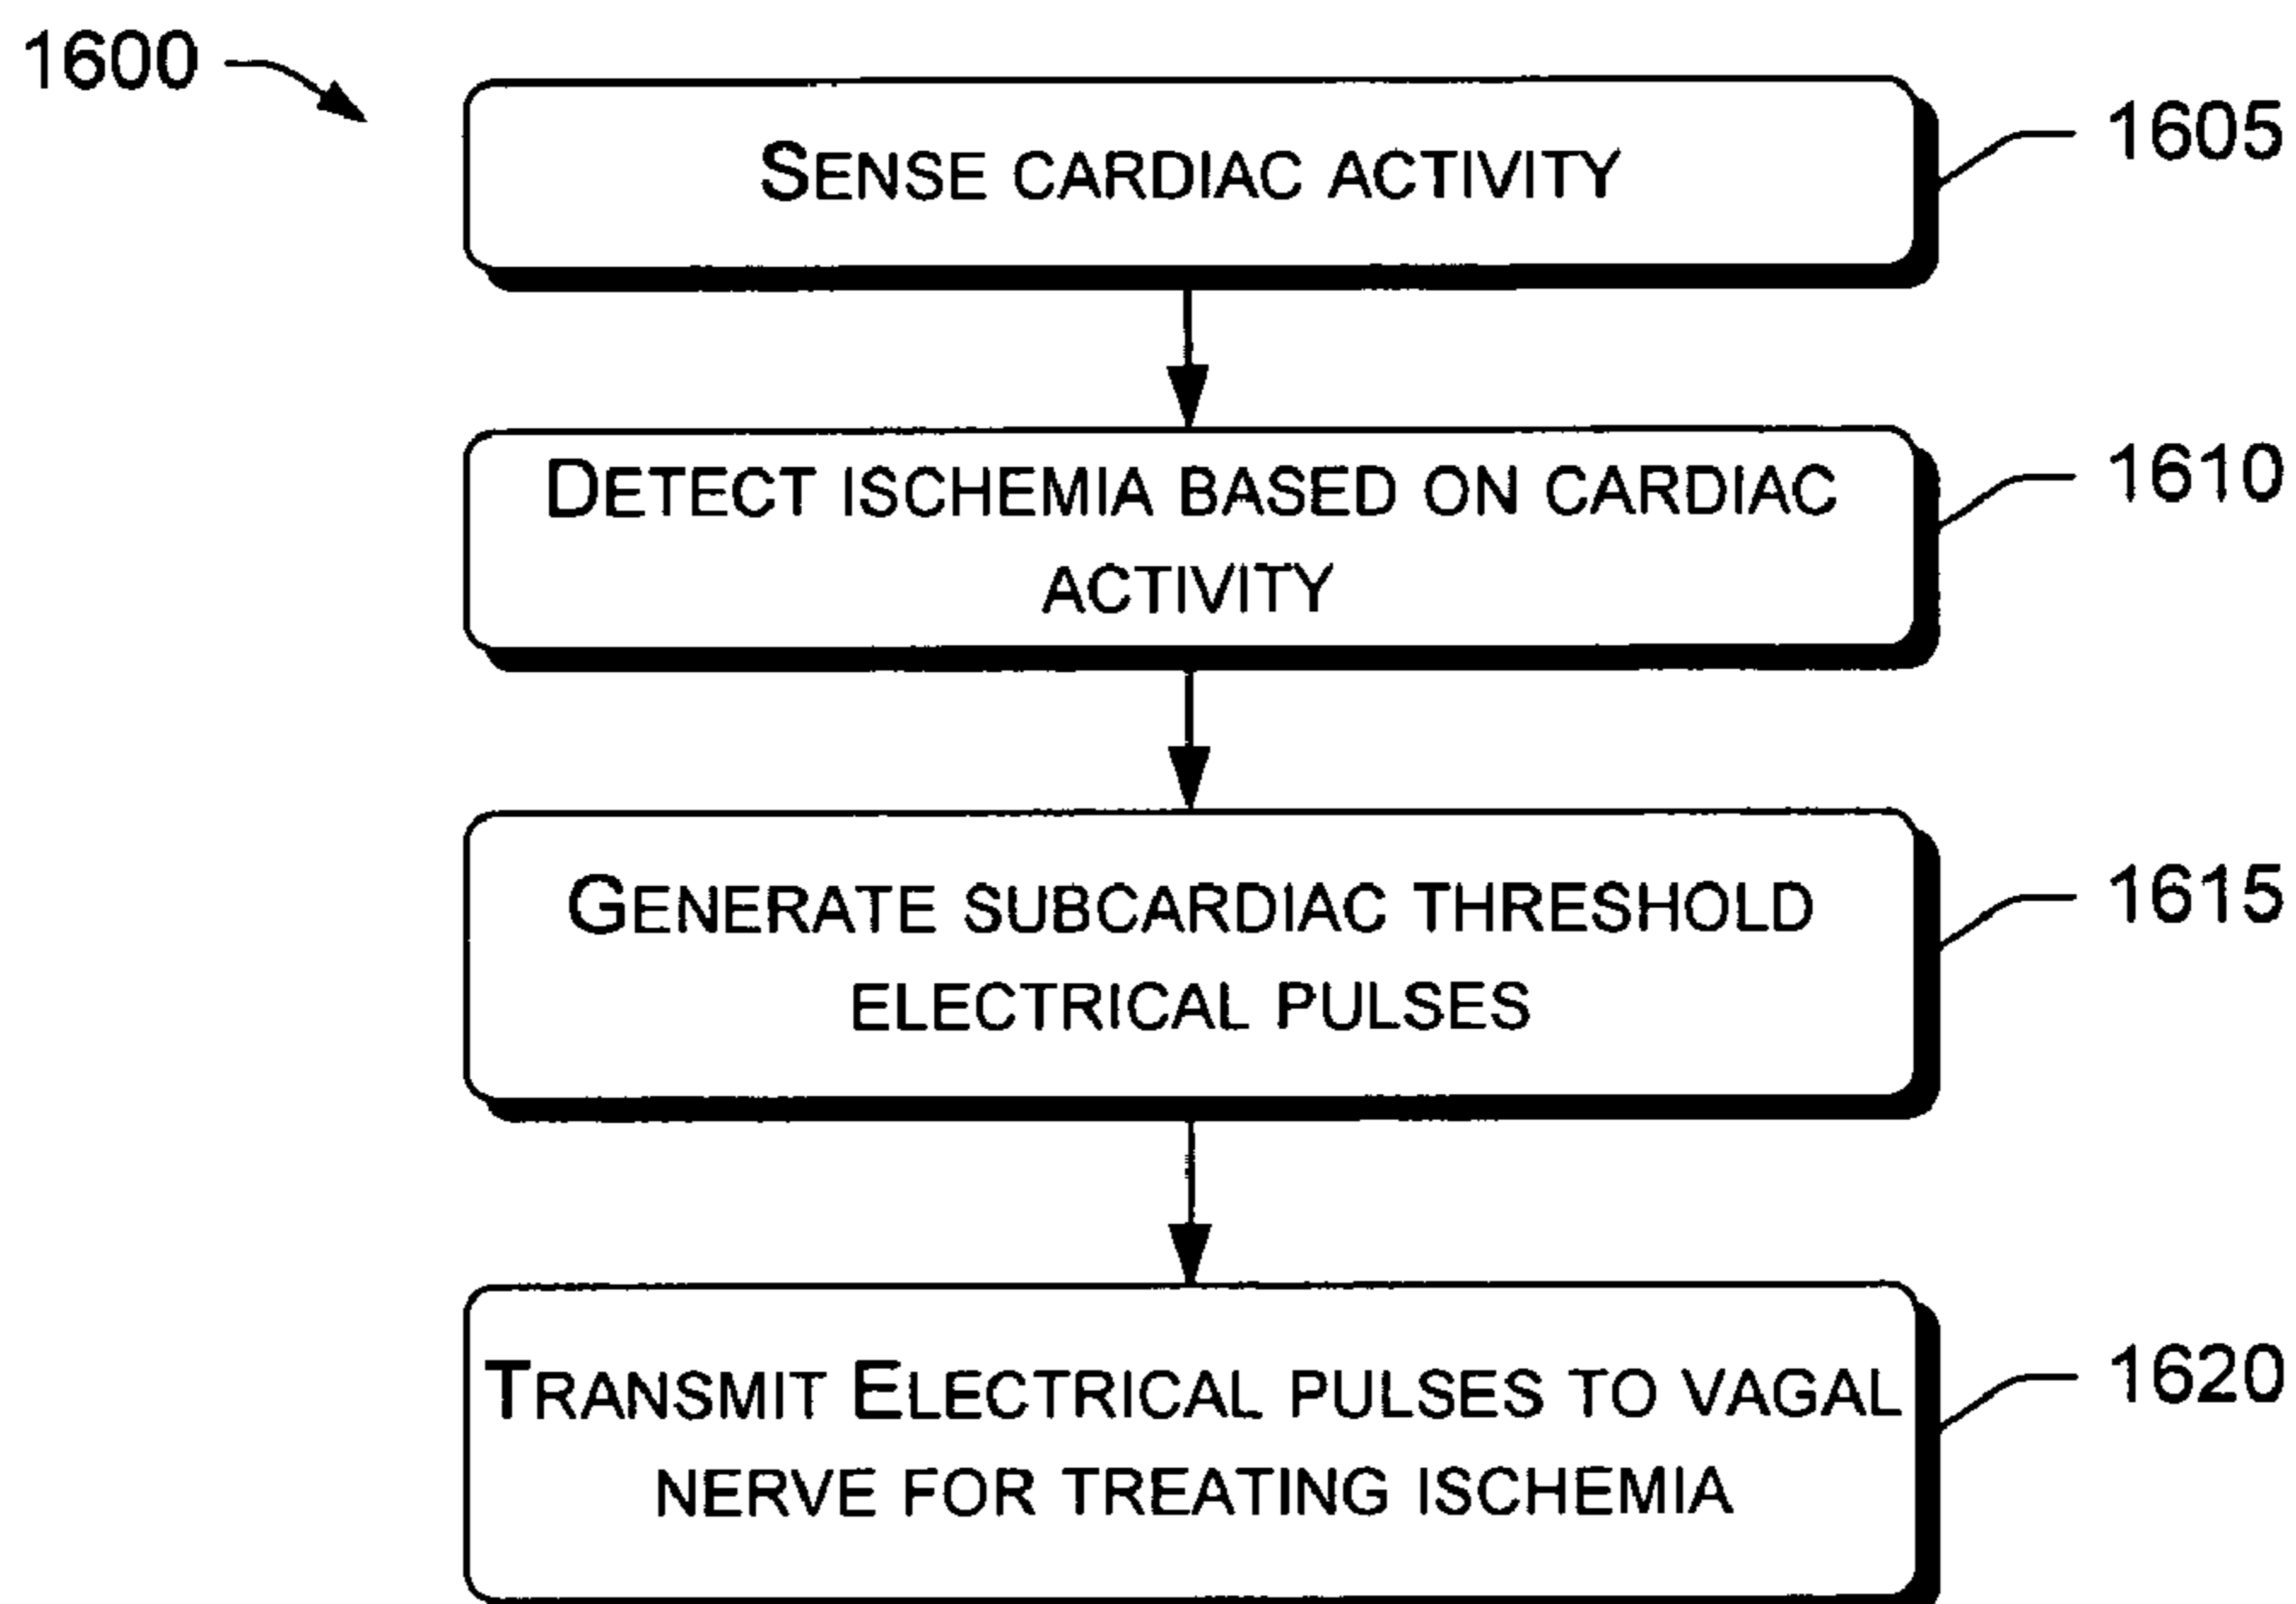 1600
SENSE CARDIAC ACTIVITY
1605
DETECT ISCHEMIA BASED ON CARDIAC
ACTIVITY
1610
GENERATE SUBCARDIAC THRESHOLD
ELECTRICAL PULSES
1615
TRANSMIT ELECTRICAL PULSES TO VAGAL
NERVE FOR TREATING ISCHEMIA
1620